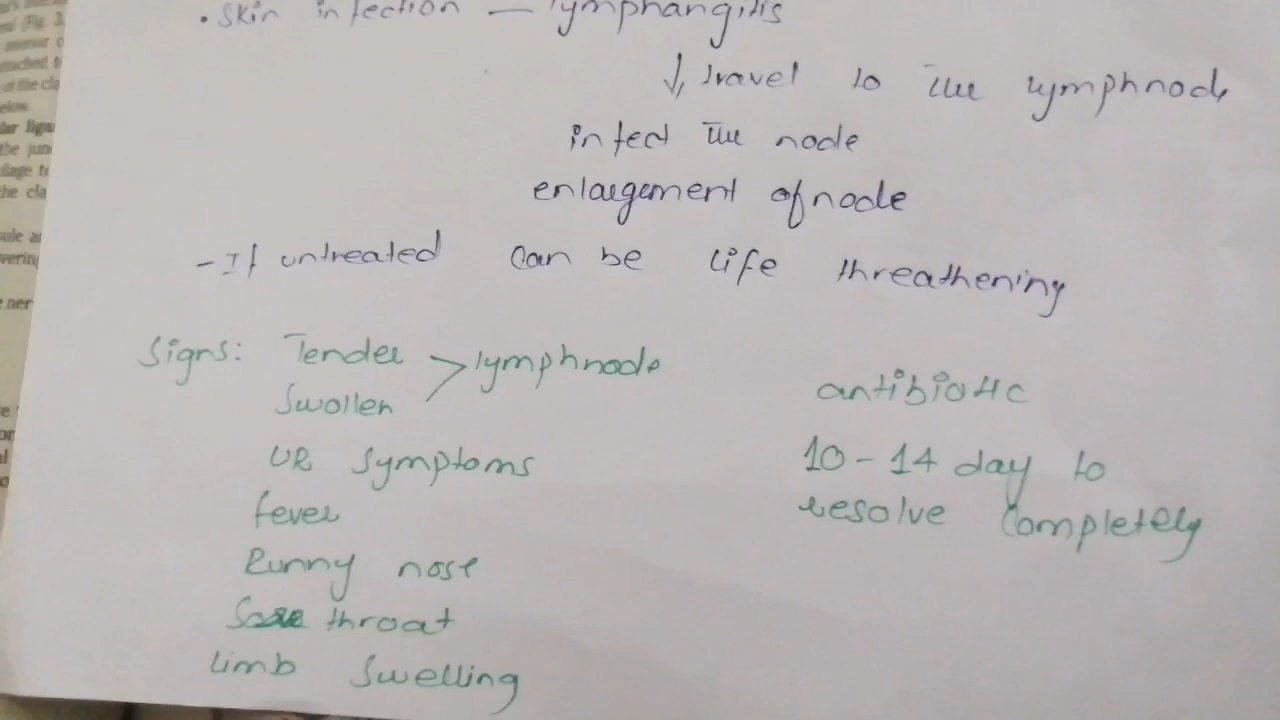 • Skin infection — lymphangitis
↓ travel to the lymphnode
infect the node
enlargement of node
- If untreated can be life threathening
Signs: Tender > lymphnode
Swollen
UR symptoms
fever
Runny nose
Sore throat
limb swelling
antibiotic
10-14 day to
resolve completely